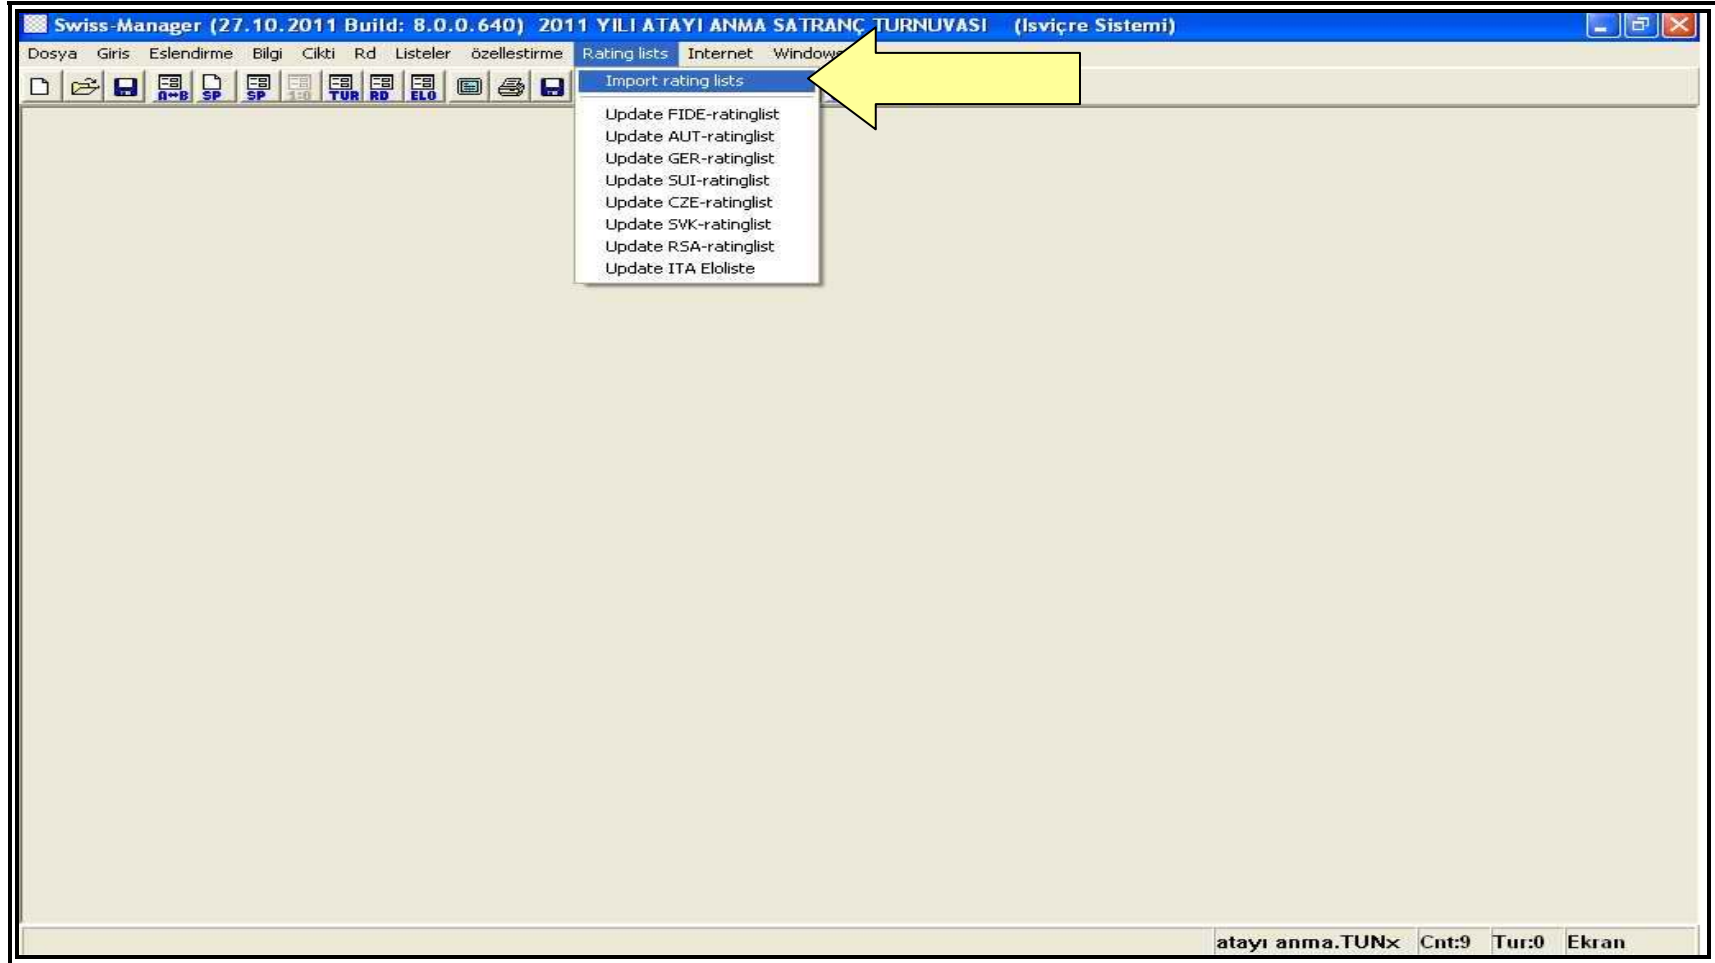 Swiss-Manager (27.10.2011 Build: 8.0.0.640) 2011 YILI ATAYI ANMA SATRANÇ TURNUVASI (Isviçre Sistemi)
Dosya Giris Eslendirme Bilgi Cikti Rd Listeler özellestirme Rating lists Internet Window
A↔B SP SP 1:0 TUR RD ELO
Import rating lists
Update FIDE-ratinglist
Update AUT-ratinglist
Update GER-ratinglist
Update SUI-ratinglist
Update CZE-ratinglist
Update SVK-ratinglist
Update RSA-ratinglist
Update ITA Eloliste
atayı anma.TUNx Cnt:9 Tur:0 Ekran